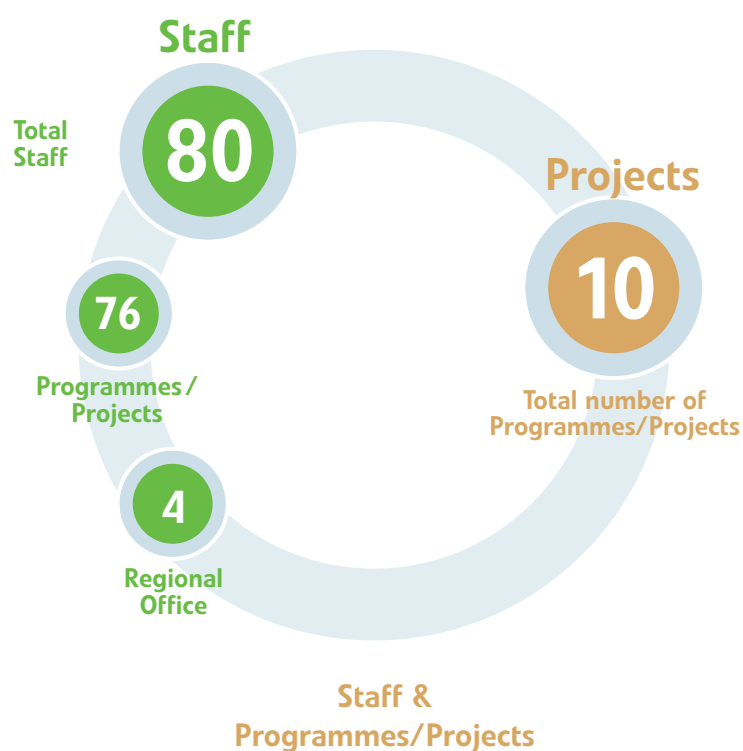 Staff
Total
Staff
80
76
Programmes/
Projects
4
Regional
Office
Projects
10
Total number of
Programmes/Projects
Staff &
Programmes/Projects